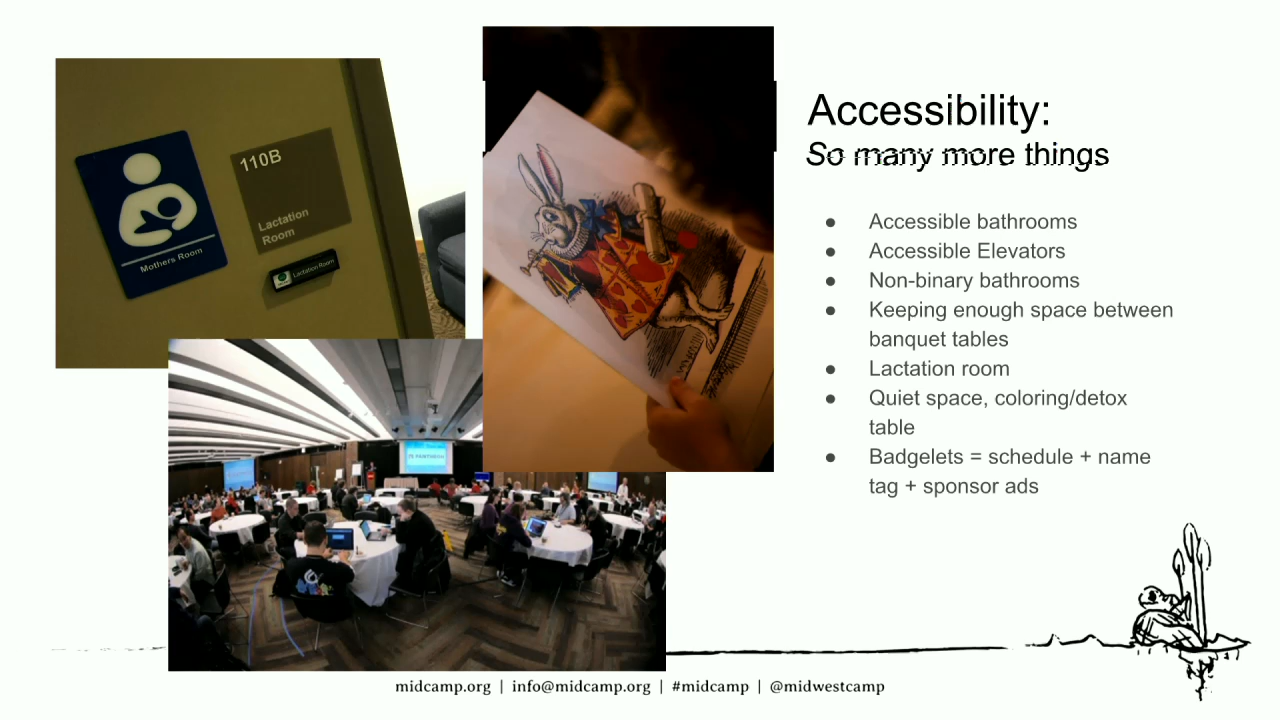 Mothers Room
110B
Lactation
Room
Lactation Room
PANTHEON
Accessibility:
So many more things
● Accessible bathrooms
● Accessible Elevators
● Non-binary bathrooms
● Keeping enough space between
banquet tables
● Lactation room
● Quiet space, coloring/detox
table
● Badgelets = schedule + name
tag + sponsor ads
midcamp.org | info@midcamp.org | #midcamp | @midwestcamp